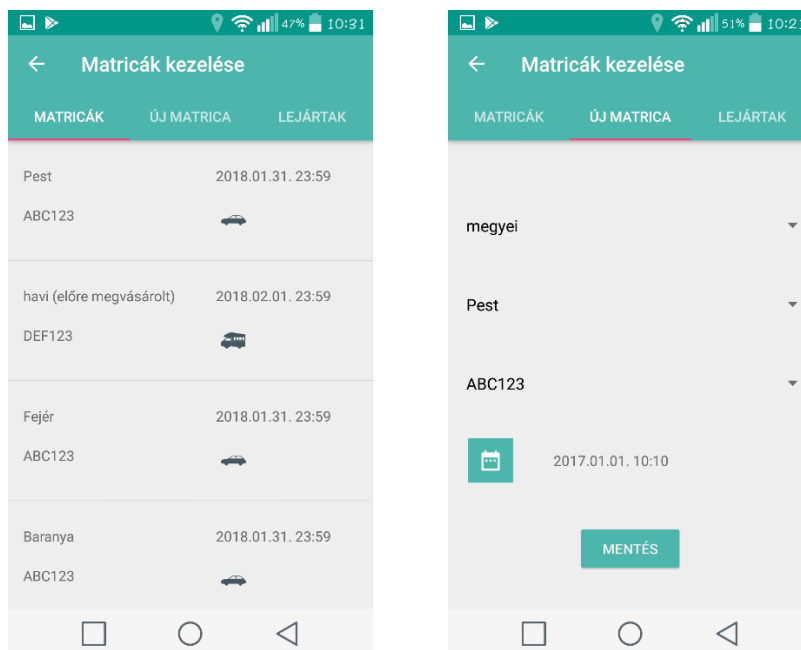 47% 10:31
Matricák kezelése
MATRICÁK ÚJ MATRICA LEJÁRTAK
Pest 2018.01.31. 23:59
ABC123
havi (előre megvásárolt) 2018.02.01. 23:59
DEF123
Fejér 2018.01.31. 23:59
ABC123
Baranya 2018.01.31. 23:59
ABC123
51% 10:21
Matricák kezelése
MATRICÁK ÚJ MATRICA LEJÁRTAK
megyei
Pest
ABC123
2017.01.01. 10:10
MENTÉS